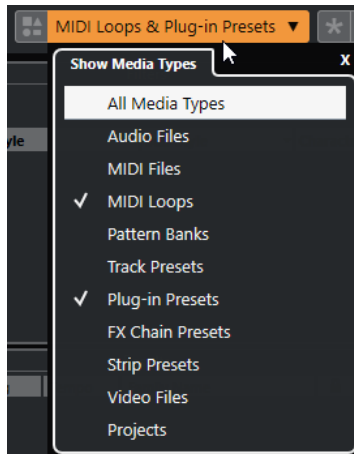 MIDI Loops & Plug-in Presets
Show Media Types
X
yle
All Media Types
Audio Files
MIDI Files
MIDI Loops
Pattern Banks
Track Presets
Plug-in Presets
FX Chain Presets
Strip Presets
Video Files
Projects